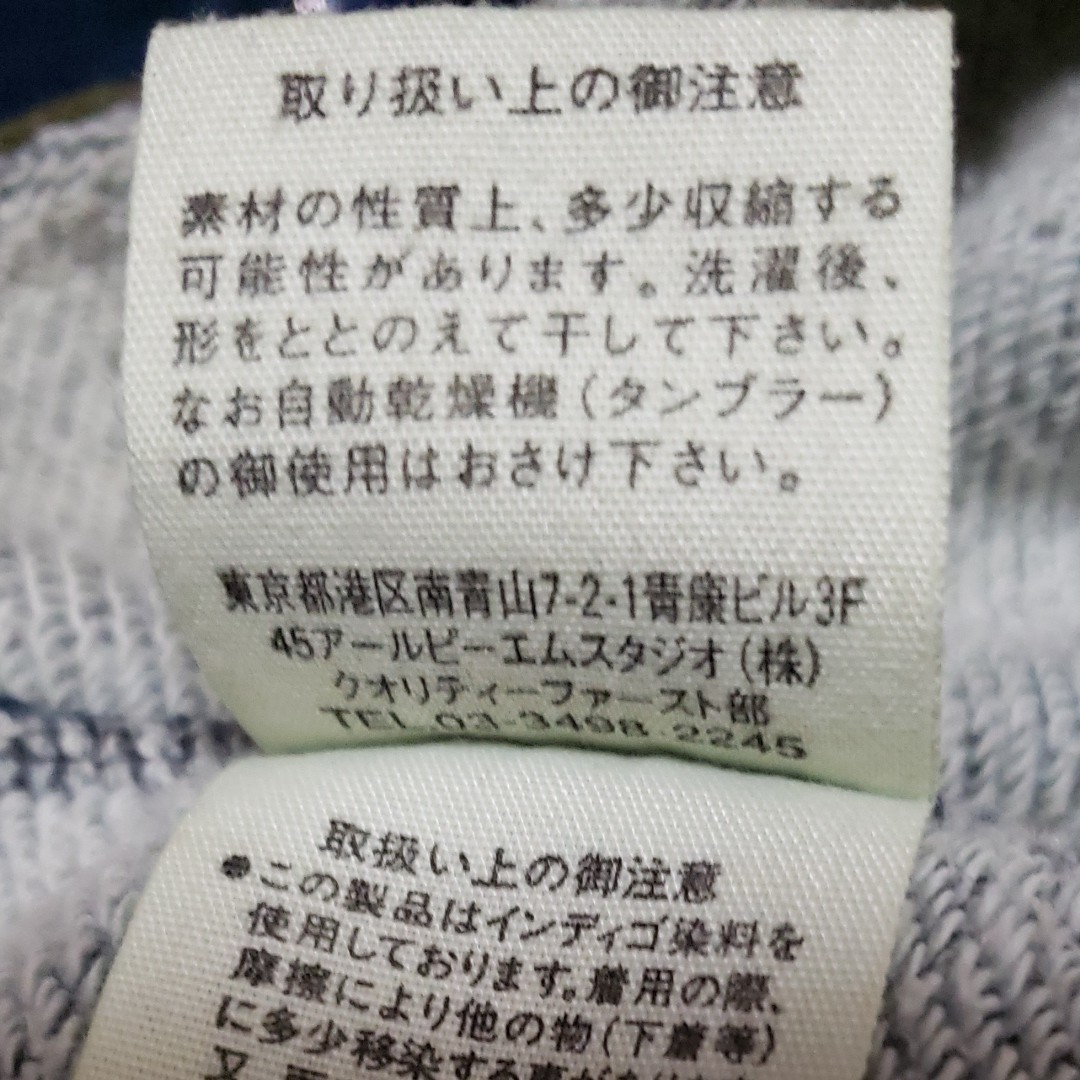 取り扱い上の御注意
素材の性質上、多少収縮する
可能性があります。洗濯後、
形をととのえて干して下さい。
なお自動乾燥機(タンブラー)
の御使用はおさけ下さい。
東京都港区南青山7-2-1青康ビル3F
45アールピーエムスタジオ(株)
クオリティーファースト部
TEL.03-3498.2245
取扱い上の御注意
●この製品はインディゴ染料を
使用しております。着用の際、
摩擦により他の物(下着等)
に多少移染する事があります
又